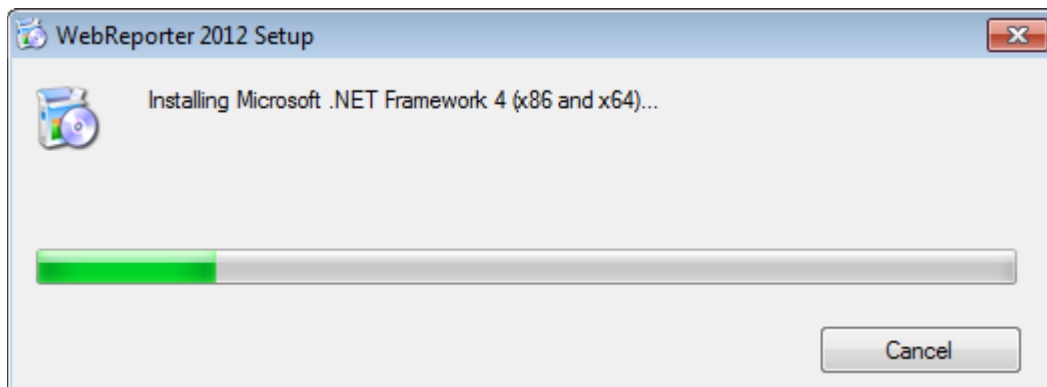 WebReporter 2012 Setup
Installing Microsoft .NET Framework 4 (x86 and x64)...
Cancel